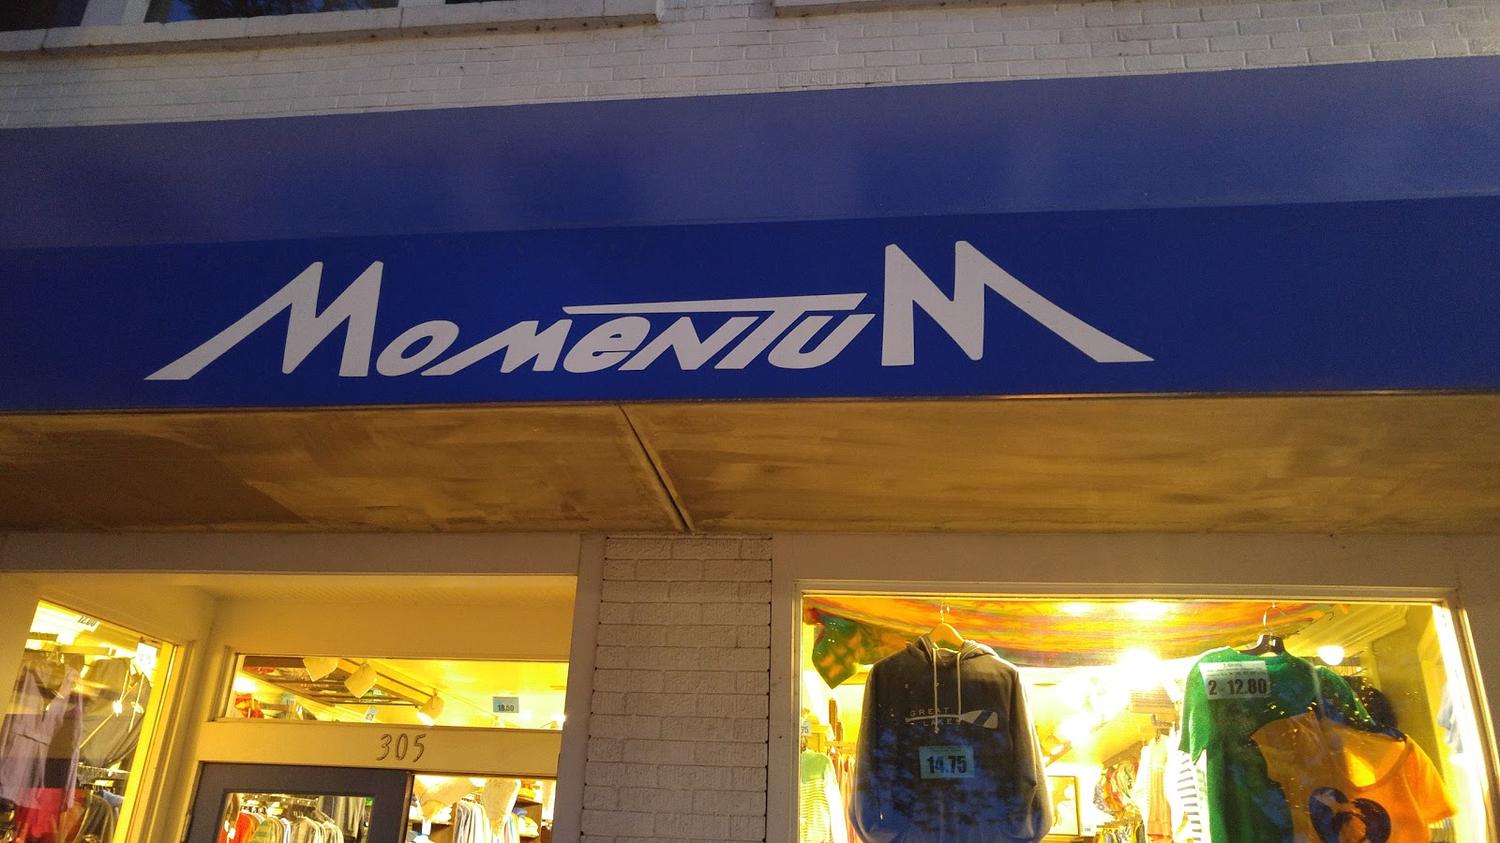 MomentuM
305
18.50
GREAT
LAKES
14.75
2-12.80